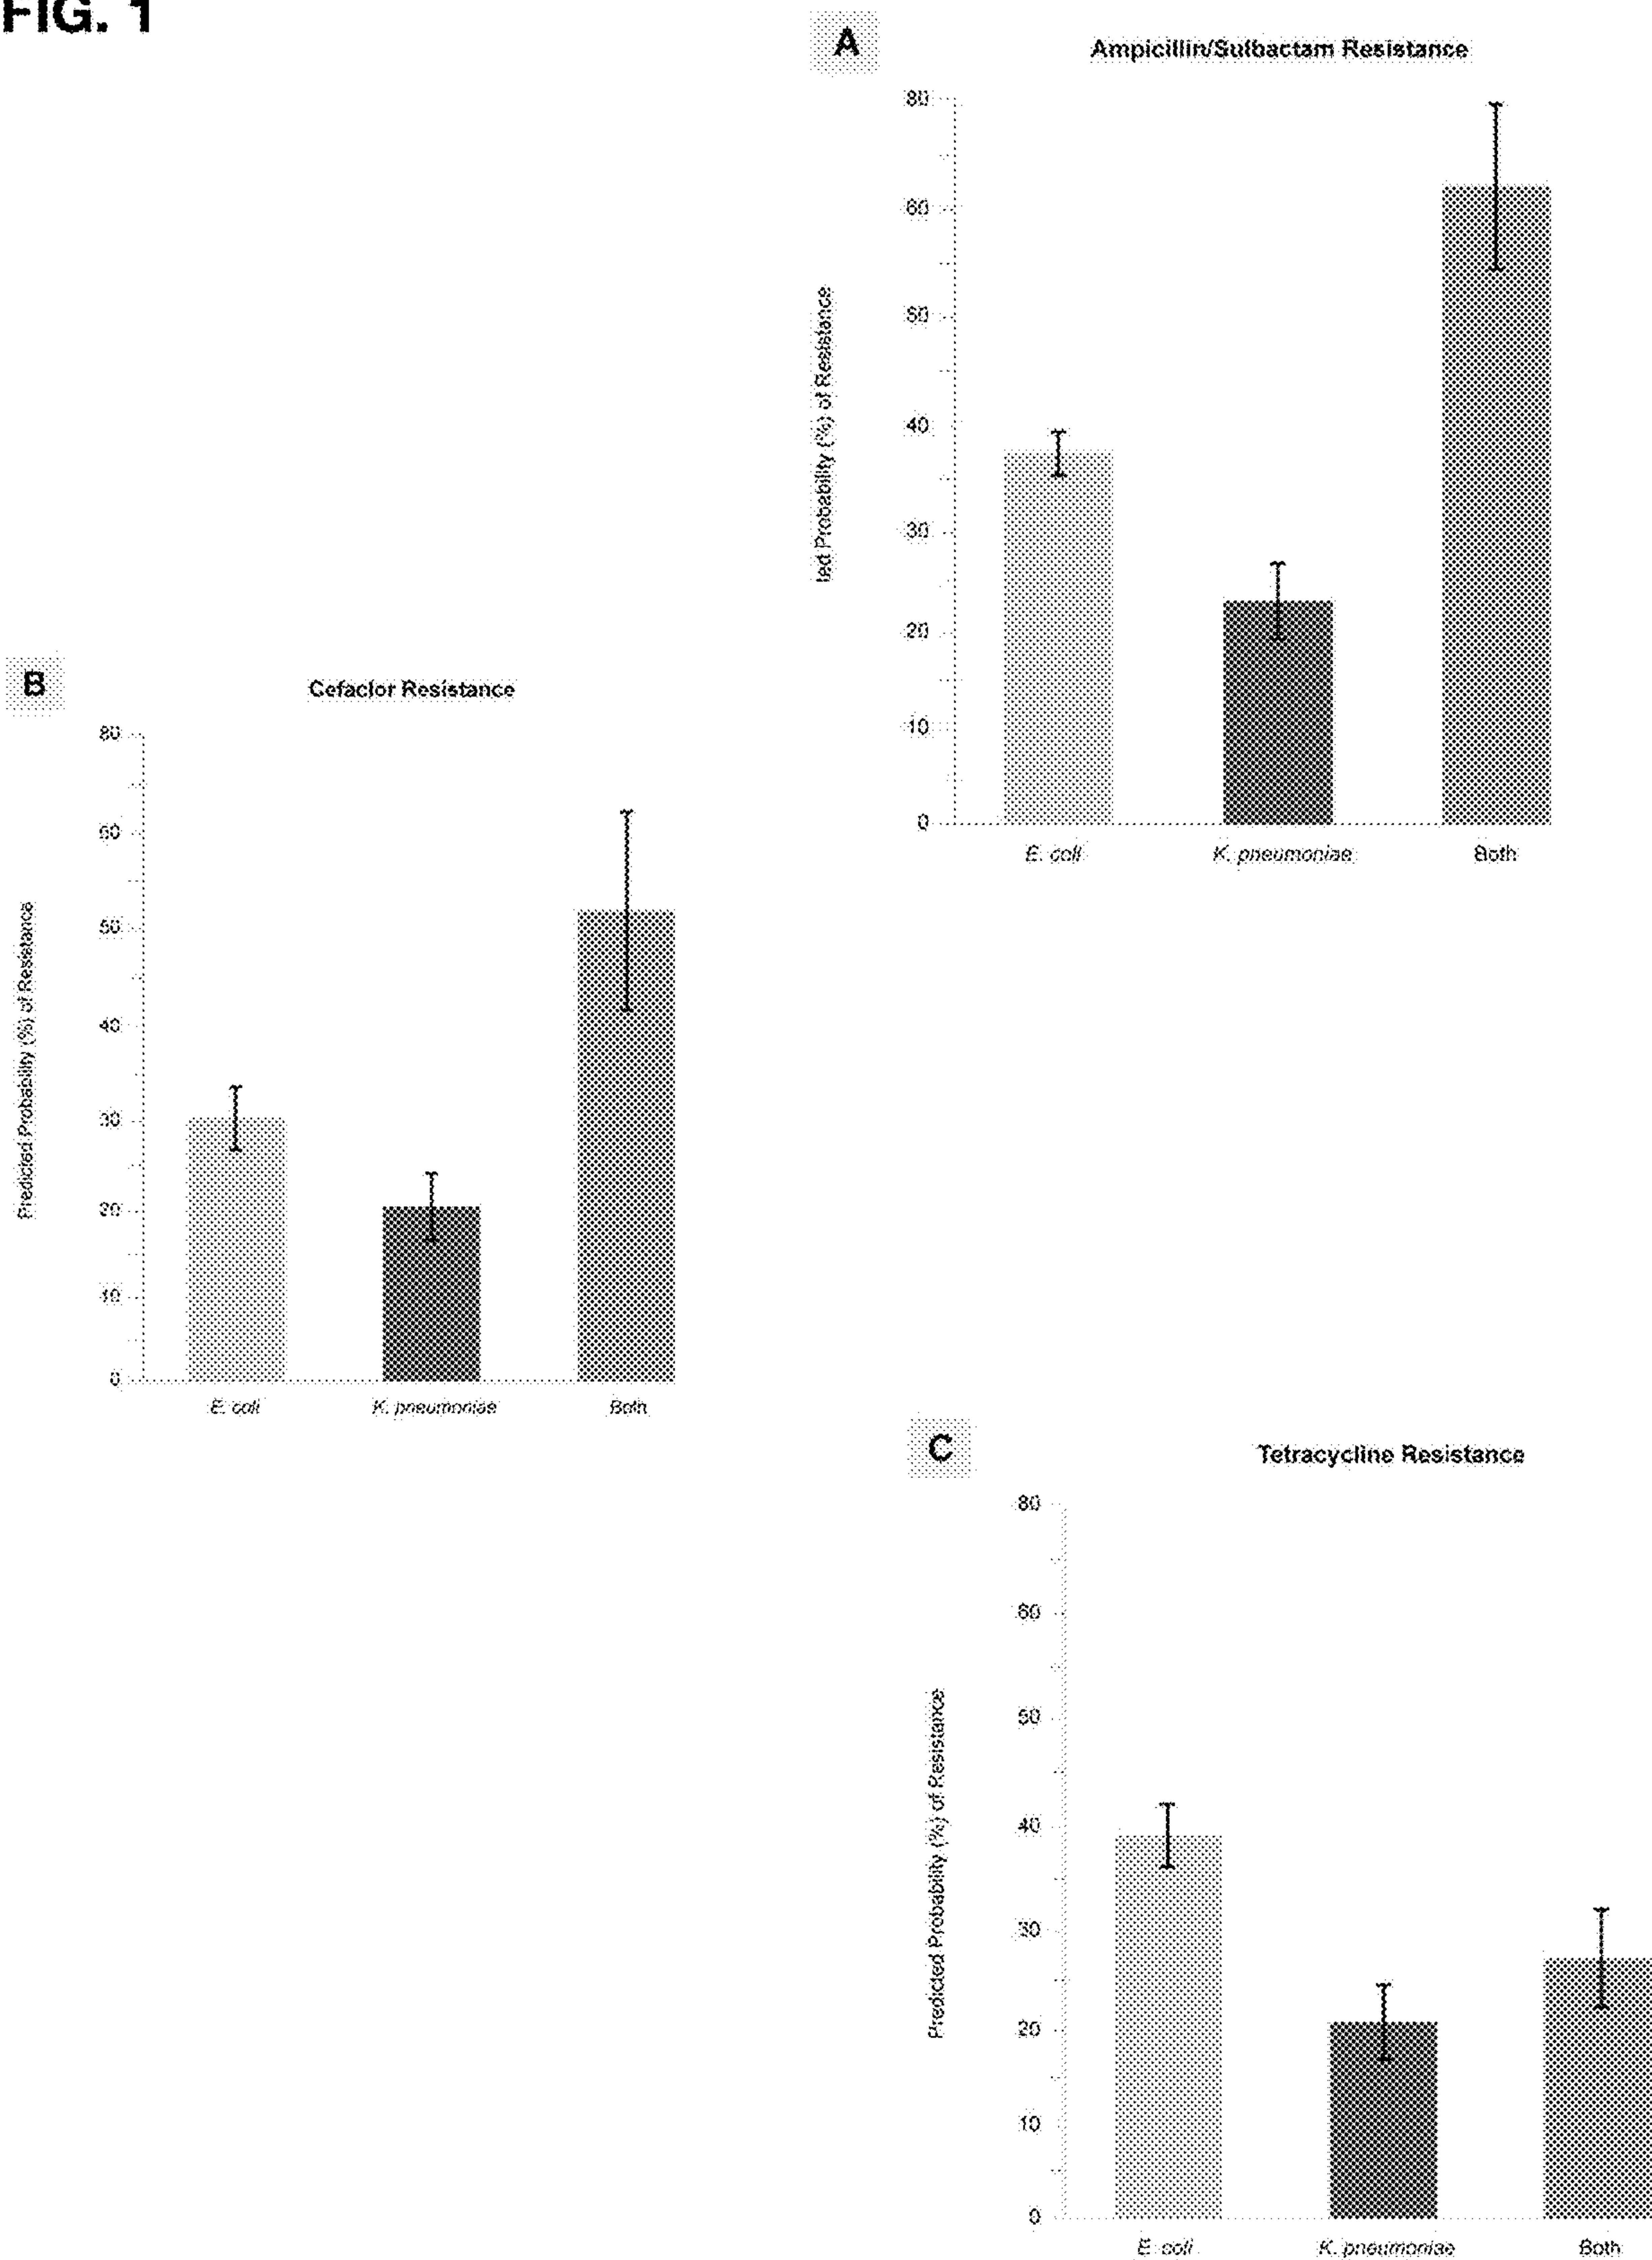 FIG. 1
A
Ampicillin/Sulbactam Resistance
80
60
50
40
30
20
10
0
ted Probability (%) of Resistance
E. coli
K. pneumoniae
Both
B
Cefaclor Resistance
80
60
50
40
30
20
10
0
Predicted Probability (%) of Resistance
E. coli
K. pneumoniae
Both
C
Tetracycline Resistance
80
60
50
40
30
20
10
0
Predicted Probability (%) of Resistance
E. coli
K. pneumoniae
Both